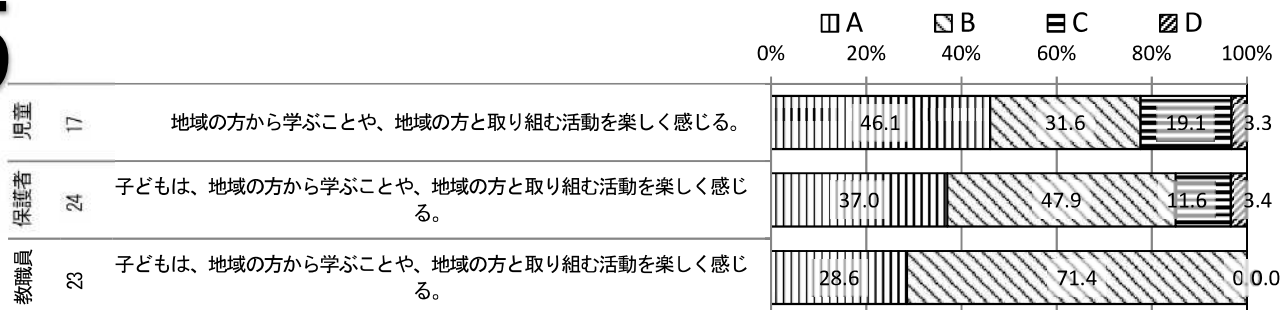 A B C D
0% 20% 40% 60% 80% 100%
児童 17 地域の方から学ぶことや、地域の方と取り組む活動を楽しく感じる。 46.1 31.6 19.1 3.3
保護者 24 子どもは、地域の方から学ぶことや、地域の方と取り組む活動を楽しく感じ
る。 37.0 47.9 11.6 3.4
教職員 23 子どもは、地域の方から学ぶことや、地域の方と取り組む活動を楽しく感じ
る。 28.6 71.4 0.0 0.0